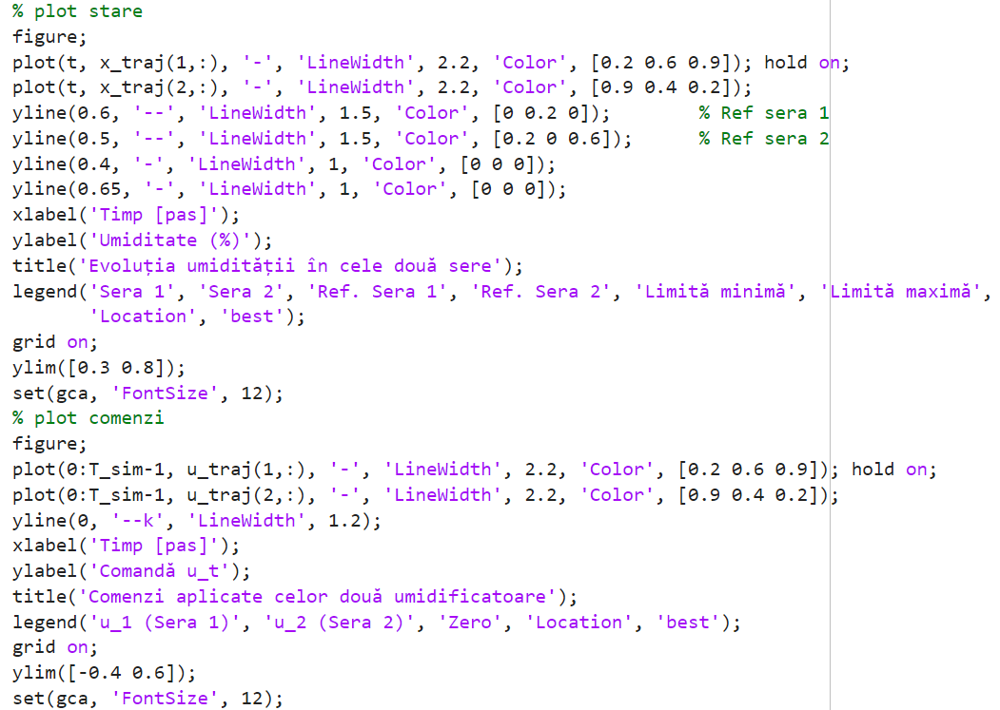 % plot stare
figure;
plot(t, x_traj(1,:), '-', 'LineWidth', 2.2, 'Color', [0.2 0.6 0.9]); hold on;
plot(t, x_traj(2,:), '-', 'LineWidth', 2.2, 'Color', [0.9 0.4 0.2]);
yline(0.6, '--', 'LineWidth', 1.5, 'Color', [0 0.2 0]);        % Ref sera 1
yline(0.5, '--', 'LineWidth', 1.5, 'Color', [0.2 0 0.6]);      % Ref sera 2
yline(0.4, '-', 'LineWidth', 1, 'Color', [0 0 0]);
yline(0.65, '-', 'LineWidth', 1, 'Color', [0 0 0]);
xlabel('Timp [pas]');
ylabel('Umiditate (%)');
title('Evoluția umidității în cele două sere');
legend('Sera 1', 'Sera 2', 'Ref. Sera 1', 'Ref. Sera 2', 'Limită minimă', 'Limită maximă',
       'Location', 'best');
grid on;
ylim([0.3 0.8]);
set(gca, 'FontSize', 12);
% plot comenzi
figure;
plot(0:T_sim-1, u_traj(1,:), '-', 'LineWidth', 2.2, 'Color', [0.2 0.6 0.9]); hold on;
plot(0:T_sim-1, u_traj(2,:), '-', 'LineWidth', 2.2, 'Color', [0.9 0.4 0.2]);
yline(0, '--k', 'LineWidth', 1.2);
xlabel('Timp [pas]');
ylabel('Comandă u_t');
title('Comenzi aplicate celor două umidificatoare');
legend('u_1 (Sera 1)', 'u_2 (Sera 2)', 'Zero', 'Location', 'best');
grid on;
ylim([-0.4 0.6]);
set(gca, 'FontSize', 12);